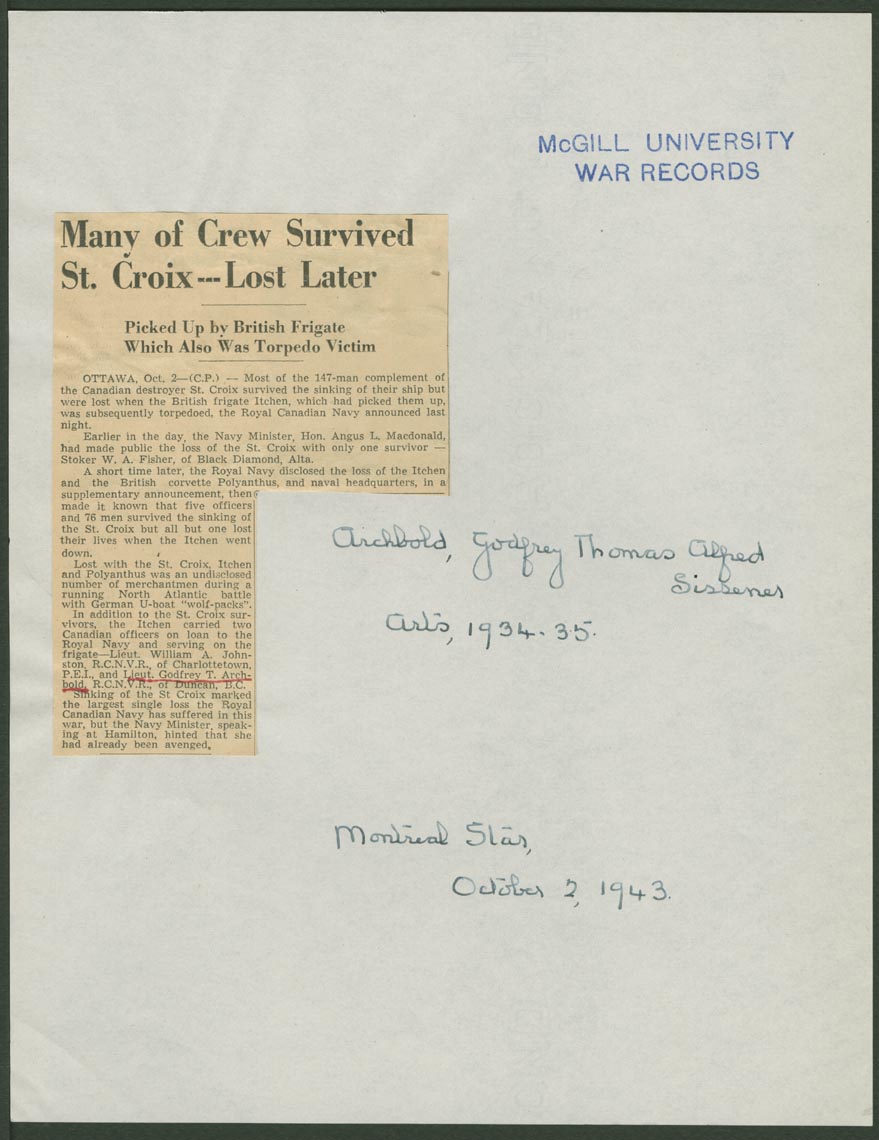 McGILL UNIVERSITY
WAR RECORDS
Many of Crew Survived
St. Croix---Lost Later
Picked Up by British Frigate
Which Also Was Torpedo Victim
OTTAWA, Oct. 2—(C.P.) — Most of the 147-man complement of
the Canadian destroyer St. Croix survived the sinking of their ship but
were lost when the British frigate Itchen, which had picked them up,
was subsequently torpedoed, the Royal Canadian Navy announced last
night.
Earlier in the day, the Navy Minister, Hon. Angus L. Macdonald,
had made public the loss of the St. Croix with only one survivor —
Stoker W. A. Fisher, of Black Diamond, Alta.
A short time later, the Royal Navy disclosed the loss of the Itchen
and the British corvette Polyanthus, and naval headquarters, in a
supplementary announcement, then
made it known that five officers
and 76 men survived the sinking of
the St. Croix but all but one lost
their lives when the Itchen went
down.
Lost with the St. Croix, Itchen
and Polyanthus was an undisclosed
number of merchantmen during a
running North Atlantic battle
with German U-boat "wolf-packs".
In addition to the St. Croix sur-
vivors, the Itchen carried two
Canadian officers on loan to the
Royal Navy and serving on the
frigate—Lieut. William A. John-
ston, R.C.N.V.R., of Charlottetown,
P.E.I., and Lieut. Godfrey T. Arch-
bold, R.C.N.V.R., of Duncan, B.C.
Sinking of the St Croix marked
the largest single loss the Royal
Canadian Navy has suffered in this
war, but the Navy Minister, speak-
ing at Hamilton, hinted that she
had already been avenged.
Archbold, Godfrey Thomas Alfred
Sissener
Arts, 1934-35.
Montreal Star,
October 2, 1943.